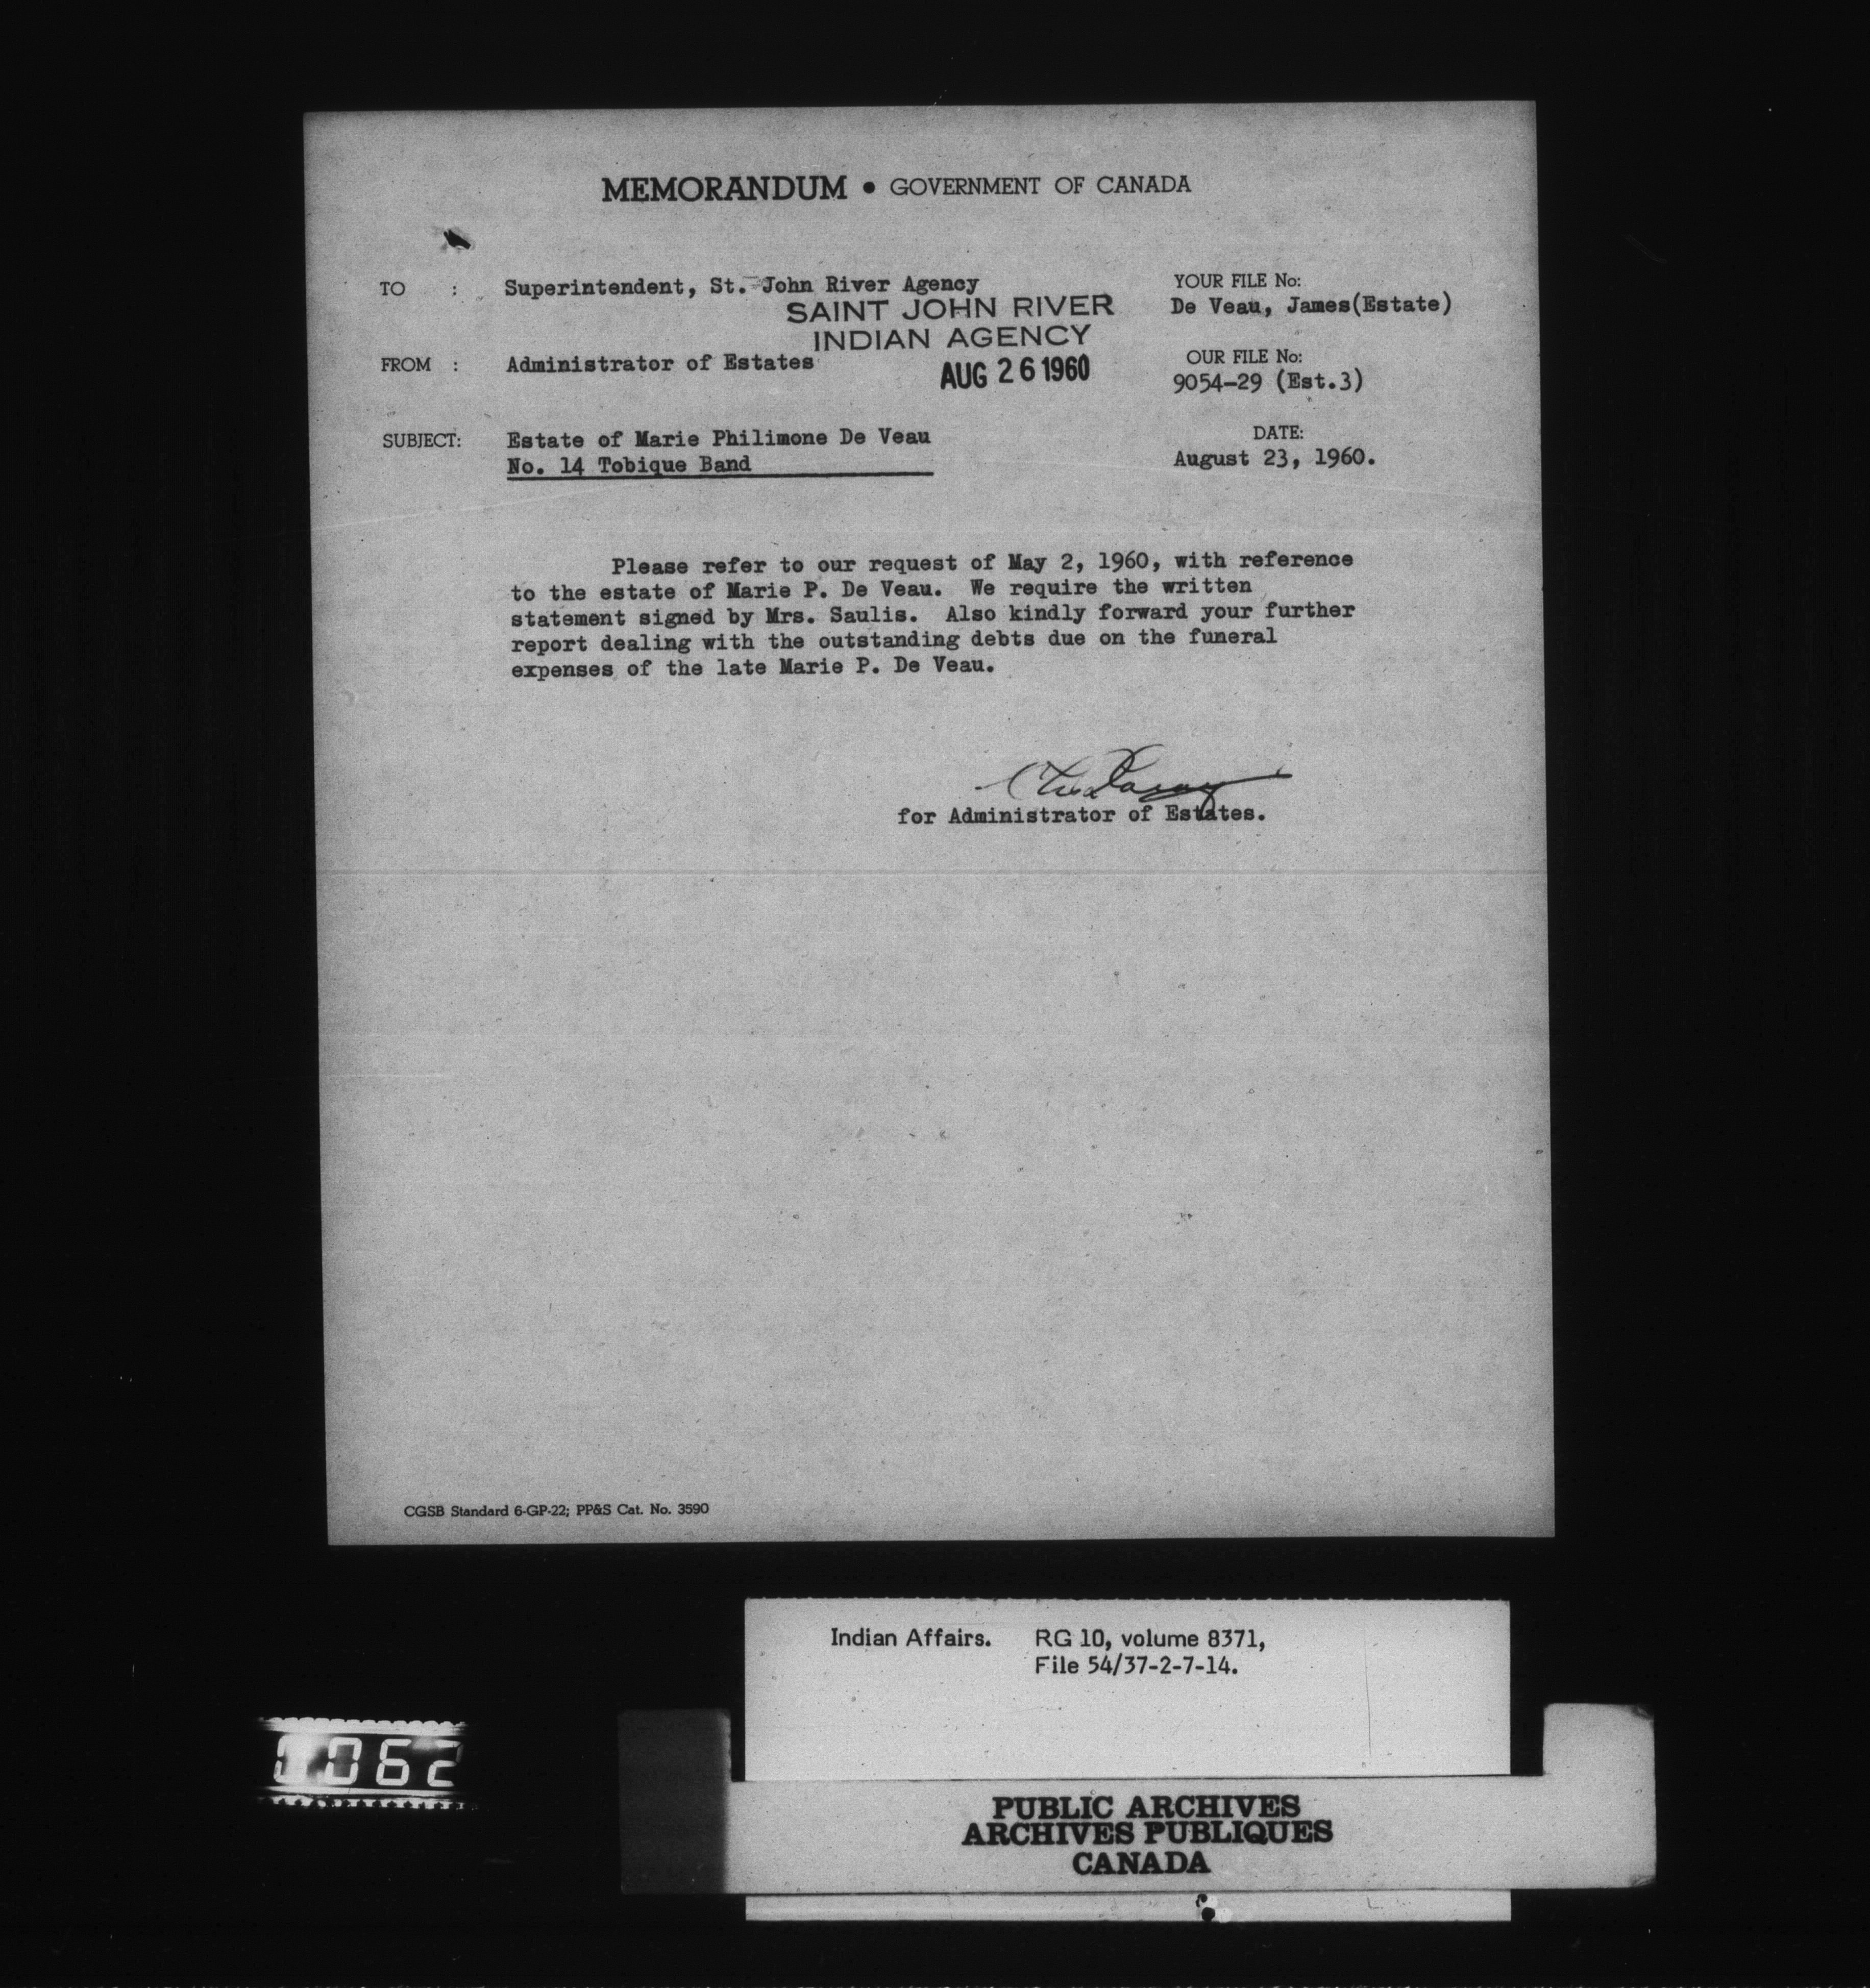 MEMORANDUM • GOVERNMENT OF CANADA
TO : Superintendent, St. John River Agency
YOUR FILE No:
De Veau, James(Estate)
SAINT JOHN RIVER
INDIAN AGENCY
AUG 26 1960
FROM : Administrator of Estates
OUR FILE No:
9054-29 (Est.3)
SUBJECT: Estate of Marie Philimone De Veau
No. 14 Tobique Band
DATE:
August 23, 1960.
Please refer to our request of May 2, 1960, with reference
to the estate of Marie P. De Veau. We require the written
statement signed by Mrs. Saulis. Also kindly forward your further
report dealing with the outstanding debts due on the funeral
expenses of the late Marie P. De Veau.
for Administrator of Estates.
CGSB Standard 6-GP-22; PP&S Cat. No. 3590
Indian Affairs. RG 10, volume 8371,
File 54/37-2-7-14.
062
PUBLIC ARCHIVES
ARCHIVES PUBLIQUES
CANADA